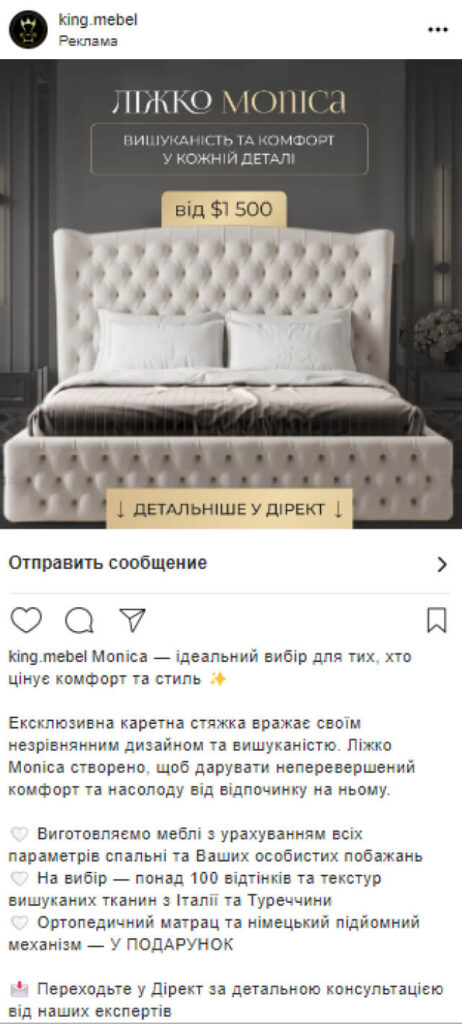 king.mebel
Реклама
ЛІЖКО MONICA
ВИШУКАНІСТЬ ТА КОМФОРТ
У КОЖНІЙ ДЕТАЛІ
від $1 500
↓ ДЕТАЛЬНІШЕ У ДІРЕКТ ↓
Отправить сообщение
king.mebel Monica — ідеальний вибір для тих, хто
цінує комфорт та стиль ✨
Ексклюзивна каретна стяжка вражає своїм
незрівнянним дизайном та вишуканістю. Ліжко
Monica створено, щоб дарувати неперевершений
комфорт та насолоду від відпочинку на ньому.
🤍 Виготовляємо меблі з урахуванням всіх
параметрів спальні та Ваших особистих побажань
🤍 На вибір — понад 100 відтінків та текстур
вишуканих тканин з Італії та Туреччини
🤍 Ортопедичний матрац та німецький підйомний
механізм — У ПОДАРУНОК
📩 Переходьте у Дірект за детальною консультацією
від наших експертів